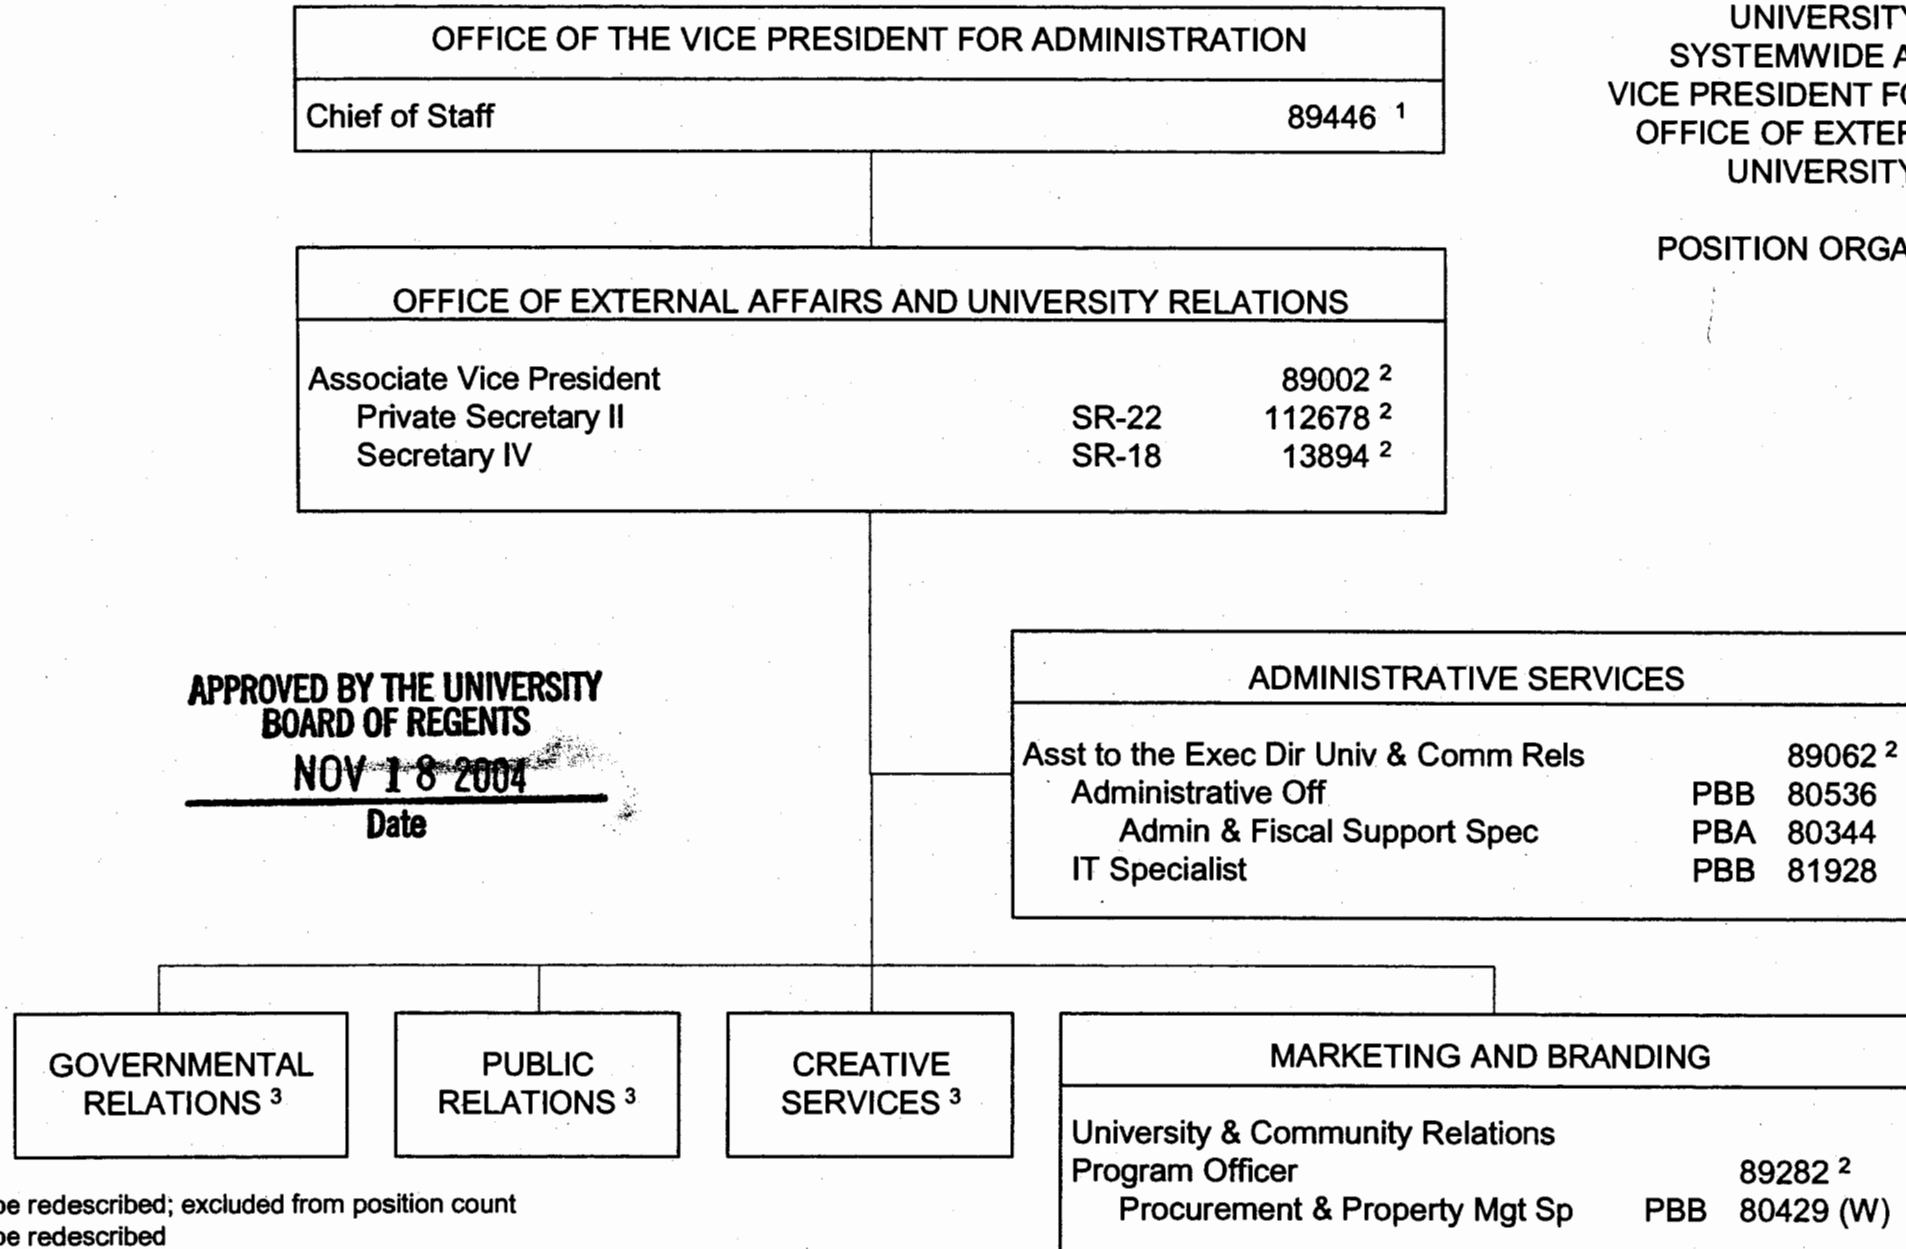 OFFICE OF THE VICE PRESIDENT FOR ADMINISTRATION
Chief of Staff 89446 1
UNIVERSITY
SYSTEMWIDE A
VICE PRESIDENT FO
OFFICE OF EXTER
UNIVERSITY
POSITION ORGA
OFFICE OF EXTERNAL AFFAIRS AND UNIVERSITY RELATIONS
Associate Vice President 89002 2
Private Secretary II SR-22 112678 2
Secretary IV SR-18 13894 2
APPROVED BY THE UNIVERSITY
BOARD OF REGENTS
NOV 18 2004
Date
ADMINISTRATIVE SERVICES
Asst to the Exec Dir Univ & Comm Rels 89062 2
Administrative Off PBB 80536
Admin & Fiscal Support Spec PBA 80344
IT Specialist PBB 81928
GOVERNMENTAL
RELATIONS 3
PUBLIC
RELATIONS 3
CREATIVE
SERVICES 3
MARKETING AND BRANDING
University & Community Relations
Program Officer 89282 2
Procurement & Property Mgt Sp PBB 80429 (W)
be redescribed; excluded from position count
be redescribed